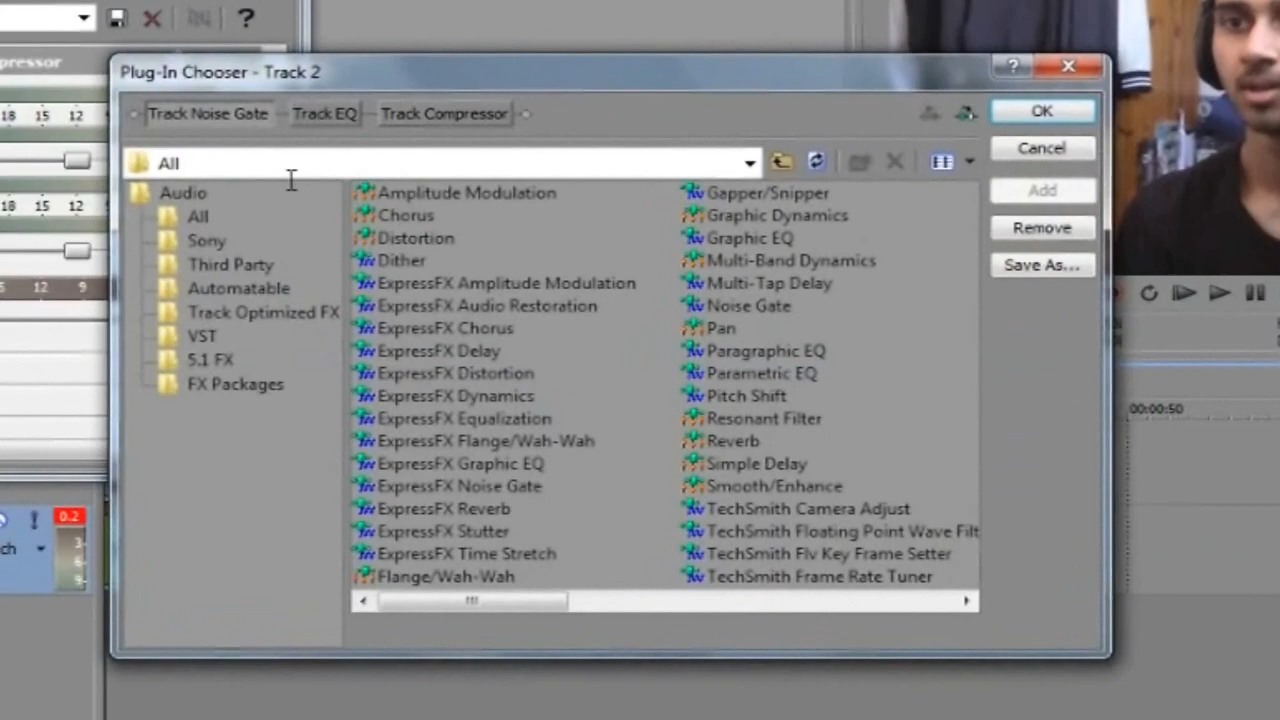 pressor
18 15 12
18 15 12
12 9
ch
0.2
3
6
9
Plug-In Chooser - Track 2
Track Noise Gate
Track EQ
Track Compressor
All
Audio
All
Sony
Third Party
Automatable
Track Optimized FX
VST
5.1 FX
FX Packages
Amplitude Modulation
Chorus
Distortion
Dither
ExpressFX Amplitude Modulation
ExpressFX Audio Restoration
ExpressFX Chorus
ExpressFX Delay
ExpressFX Distortion
ExpressFX Dynamics
ExpressFX Equalization
ExpressFX Flange/Wah-Wah
ExpressFX Graphic EQ
ExpressFX Noise Gate
ExpressFX Reverb
ExpressFX Stutter
ExpressFX Time Stretch
Flange/Wah-Wah
Gapper/Snipper
Graphic Dynamics
Graphic EQ
Multi-Band Dynamics
Multi-Tap Delay
Noise Gate
Pan
Paragraphic EQ
Parametric EQ
Pitch Shift
Resonant Filter
Reverb
Simple Delay
Smooth/Enhance
TechSmith Camera Adjust
TechSmith Floating Point Wave Filt
TechSmith Flv Key Frame Setter
TechSmith Frame Rate Tuner
OK
Cancel
Add
Remove
Save As...
00:00:50